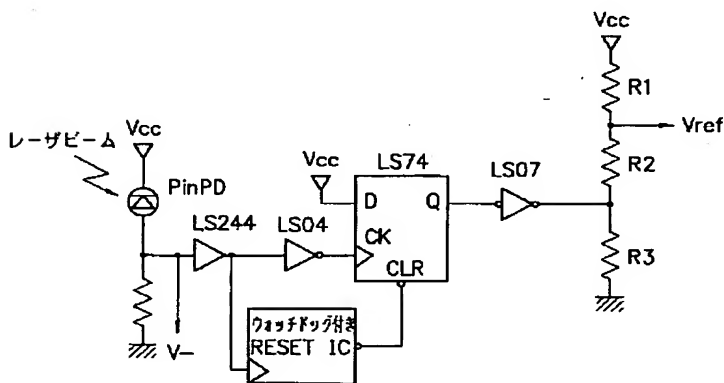 Vcc
R1
Vref
レーザビーム
Vcc
PinPD
Vcc
LS74
LS07
R2
LS244
LS04
D
Q
CK
CLR
R3
V-
ウォッチドッグ付き
RESET IC